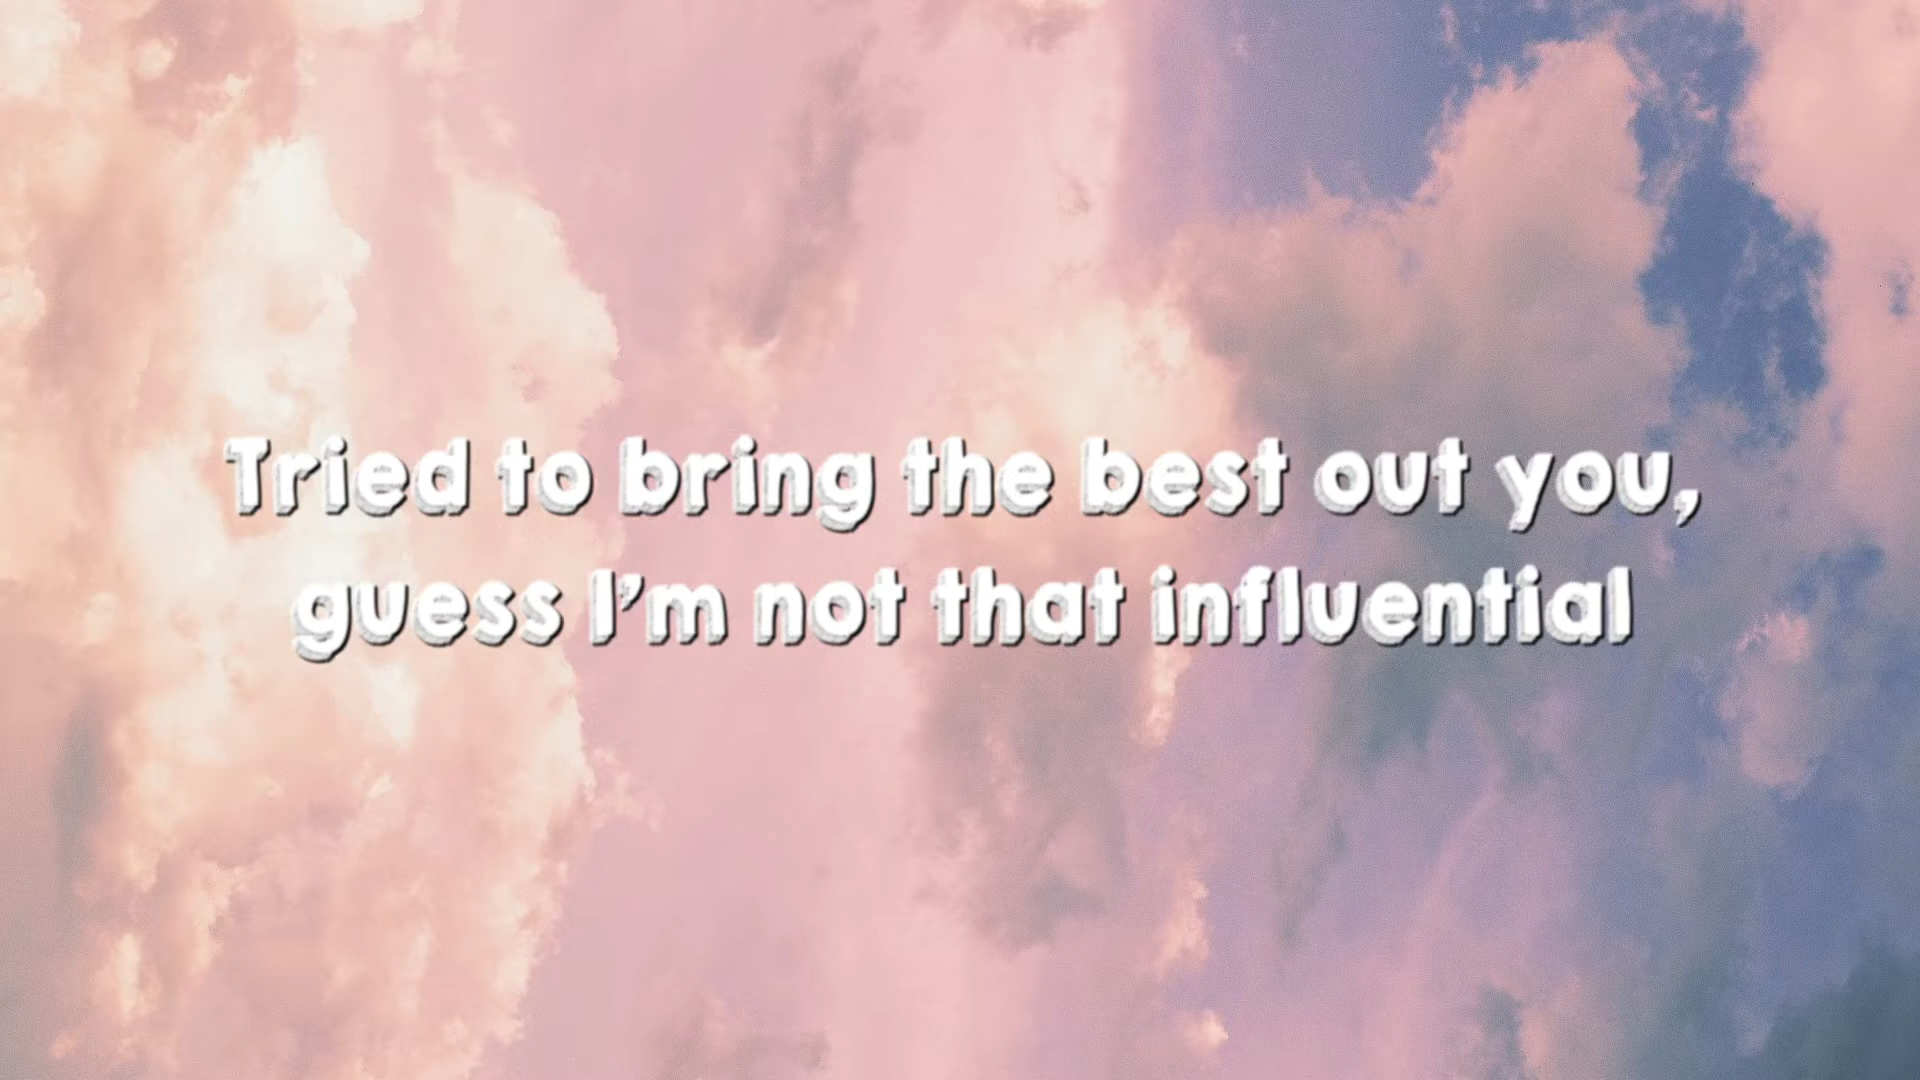 Tried to bring the best out you,
guess I'm not that influential